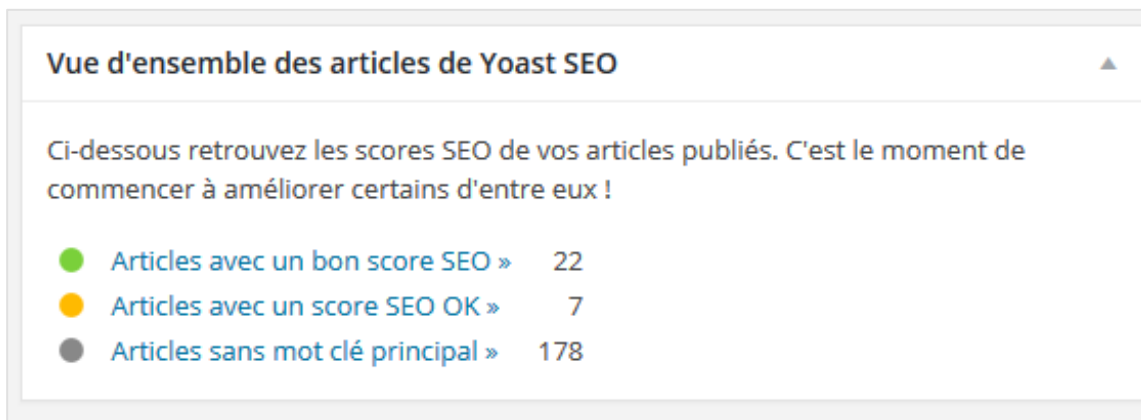 Vue d'ensemble des articles de Yoast SEO
Ci-dessous retrouvez les scores SEO de vos articles publiés. C'est le moment de
commencer à améliorer certains d'entre eux !
Articles avec un bon score SEO » 22
Articles avec un score SEO OK » 7
Articles sans mot clé principal » 178